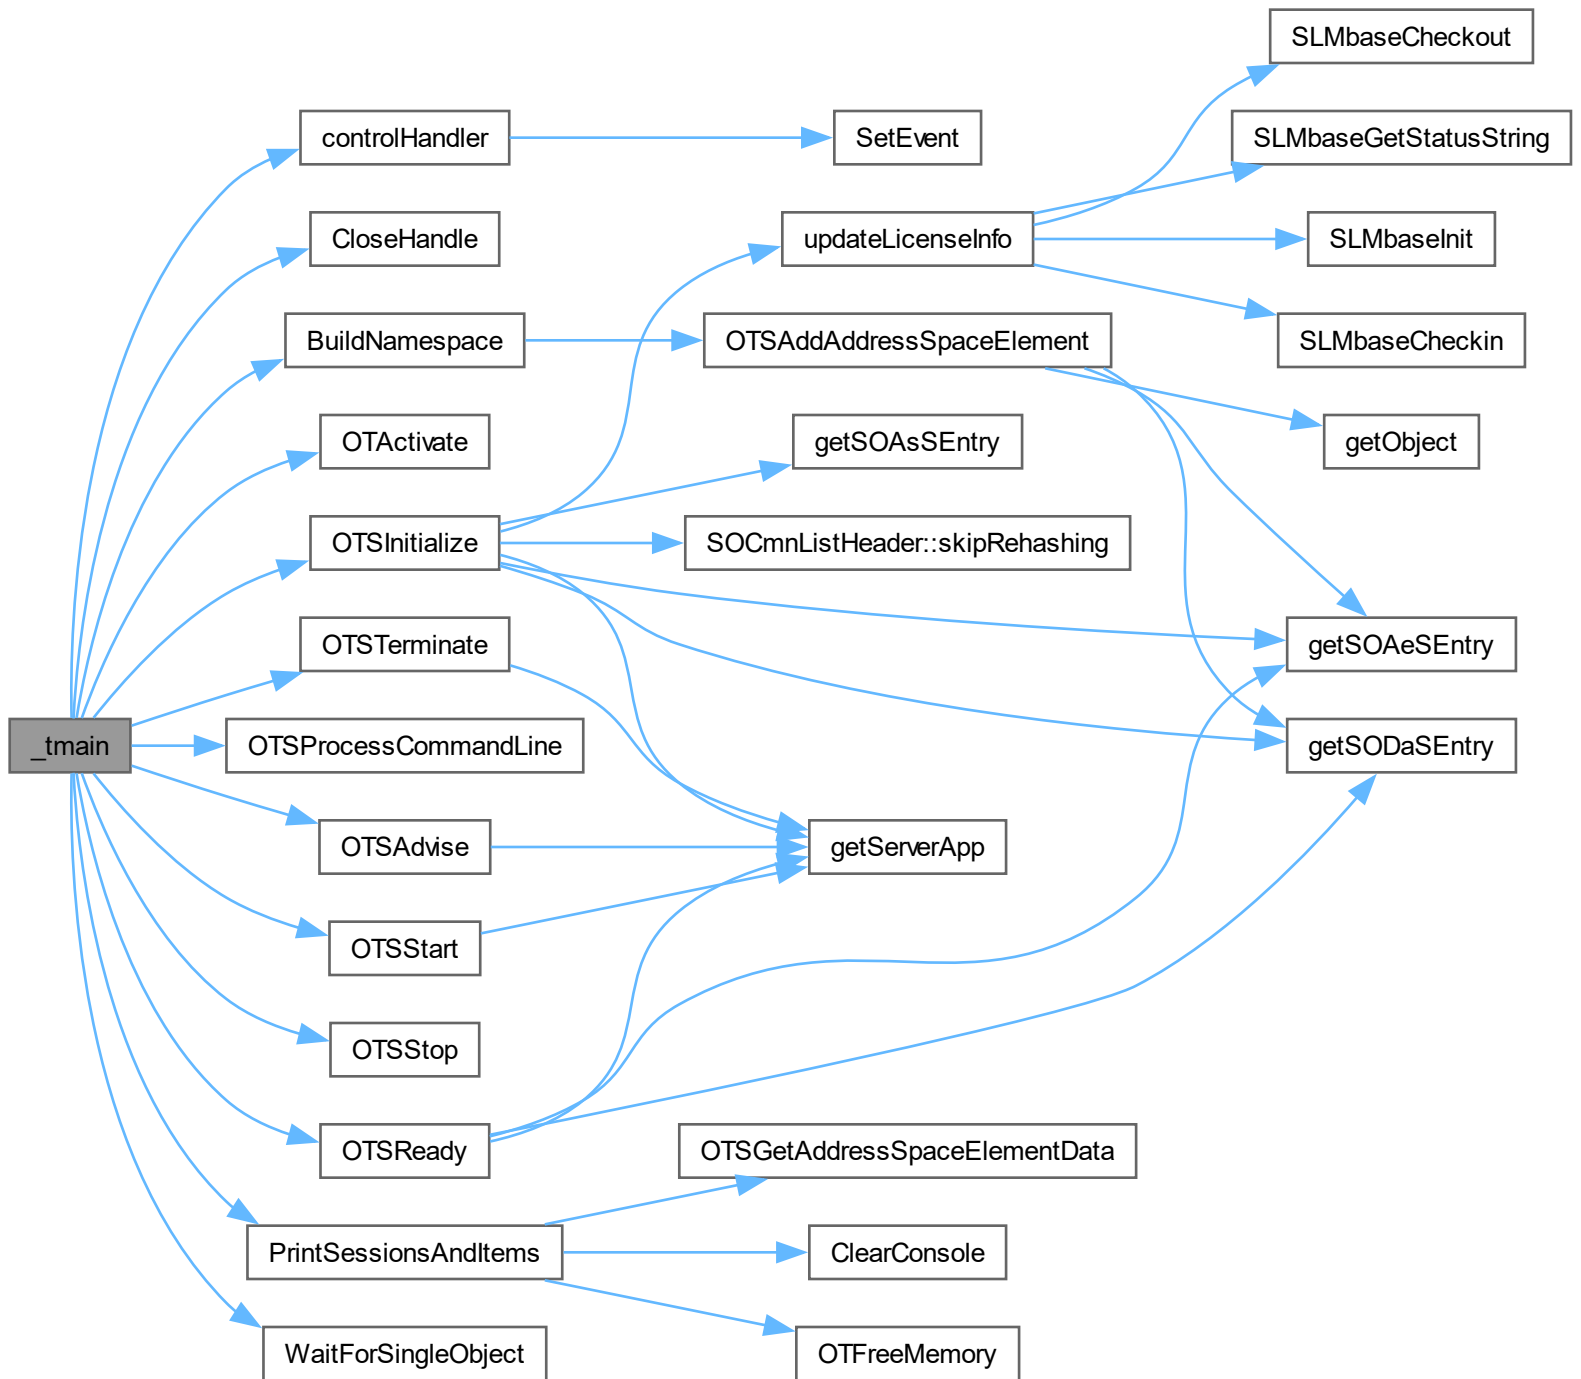 SLMbaseCheckout
controlHandler
SetEvent
SLMbaseGetStatusString
CloseHandle
updateLicenseInfo
SLMbaseInit
BuildNamespace
OTSAddAddressSpaceElement
SLMbaseCheckin
OTActivate
getSOAsSEntry
getObject
OTSInitialize
SOCmnListHeader::skipRehashing
OTSTerminate
getSOAeSEntry
_tmain
OTSProcessCommandLine
getSODaSEntry
OTSAdvise
getServerApp
OTSStart
OTSStop
OTSReady
OTSGetAddressSpaceElementData
PrintSessionsAndItems
ClearConsole
WaitForSingleObject
OTFreeMemory